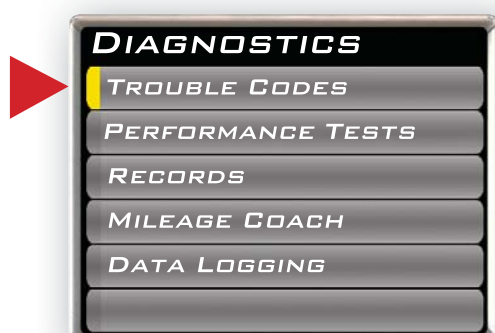 DIAGNOSTICS
TROUBLE CODES
PERFORMANCE TESTS
RECORDS
MILEAGE COACH
DATA LOGGING